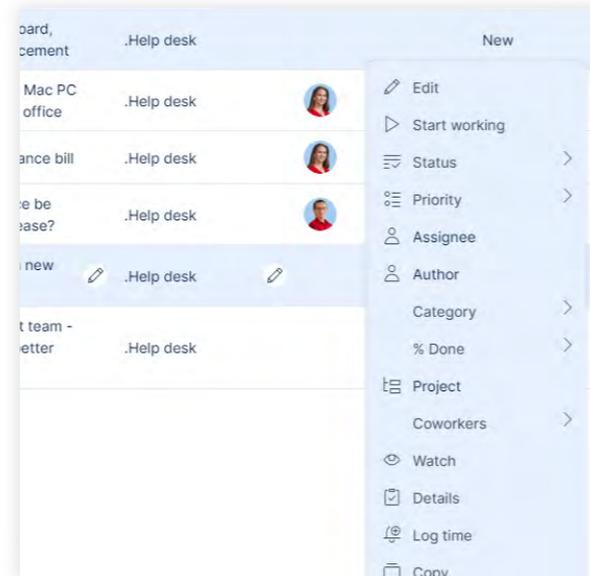 oard,
cement
.Help desk
New
Mac PC
office
.Help desk
ance bill
.Help desk
ce be
ease?
.Help desk
new
.Help desk
t team -
etter
.Help desk
Edit
Start working
Status
Priority
Assignee
Author
Category
% Done
Project
Coworkers
Watch
Details
Log time
Copy